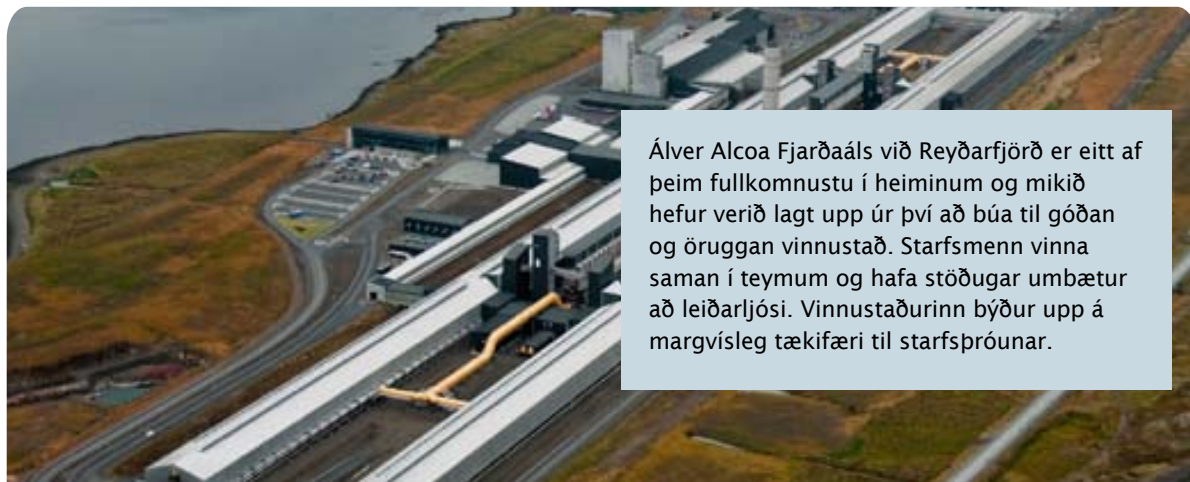 Álver Alcoa Fjarðaáls við Reyðarfjörð er eitt af
þeim fullkomnustu í heiminum og mikið
hefur verið lagt upp úr því að búa til góðan
og öruggan vinnustað. Starfsmenn vinna
saman í teymum og hafa stöðugar umbætur
að leiðarljósi. Vinnustaðurinn býður upp á
margvísleg tækifæri til starfsþróunar.